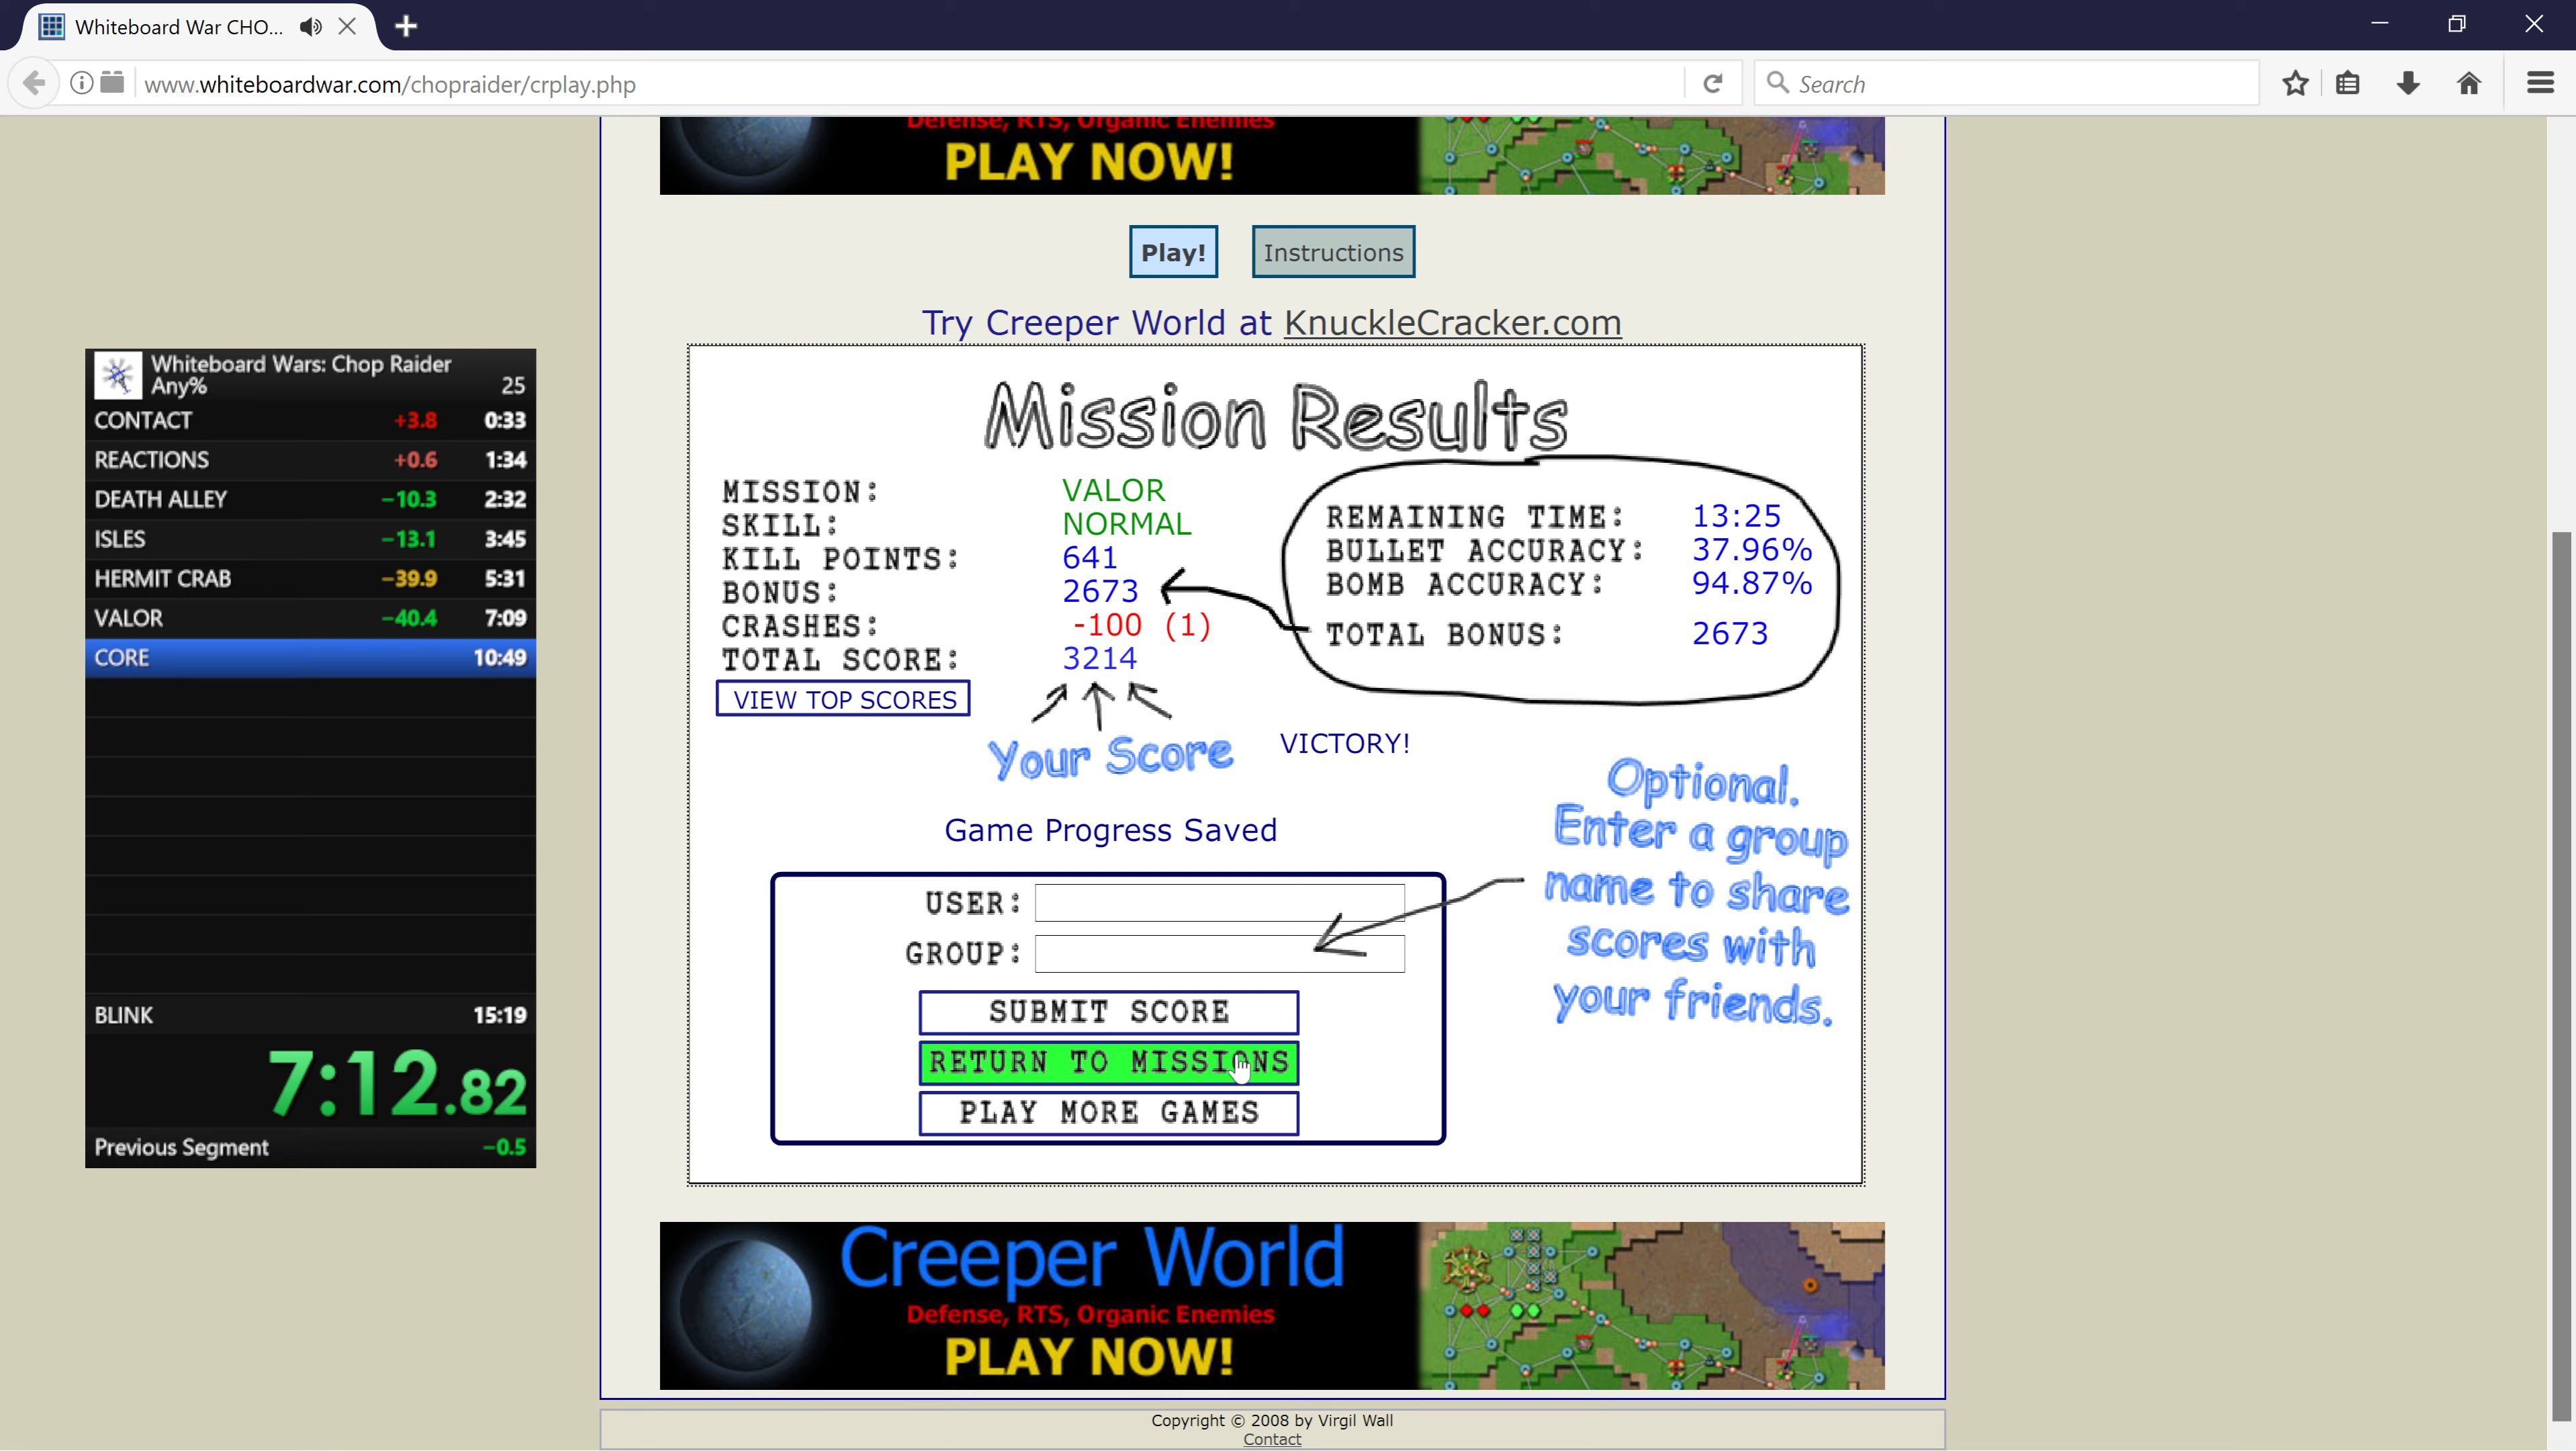 Whiteboard War CHO...
www.whiteboardwar.com/chopraider/crplay.php
Search
Defense, RTS, Organic Enemies
PLAY NOW!
Play!
Instructions
Try Creeper World at KnuckleCracker.com
Whiteboard Wars: Chop Raider
Any% 25
CONTACT +3.8 0:33
REACTIONS +0.6 1:34
DEATH ALLEY −10.3 2:32
ISLES −13.1 3:45
HERMIT CRAB −39.9 5:31
VALOR −40.4 7:09
CORE 10:49
BLINK 15:19
7:12.82
Previous Segment −0.5
Mission Results
MISSION: VALOR
SKILL: NORMAL
KILL POINTS: 641
BONUS: 2673
CRASHES: -100 (1)
TOTAL SCORE: 3214
VIEW TOP SCORES
REMAINING TIME: 13:25
BULLET ACCURACY: 37.96%
BOMB ACCURACY: 94.87%
TOTAL BONUS: 2673
Your Score
VICTORY!
Game Progress Saved
Optional.
Enter a group
name to share
scores with
your friends.
USER:
GROUP:
SUBMIT SCORE
RETURN TO MISSIONS
PLAY MORE GAMES
Creeper World
Defense, RTS, Organic Enemies
PLAY NOW!
Copyright © 2008 by Virgil Wall
Contact